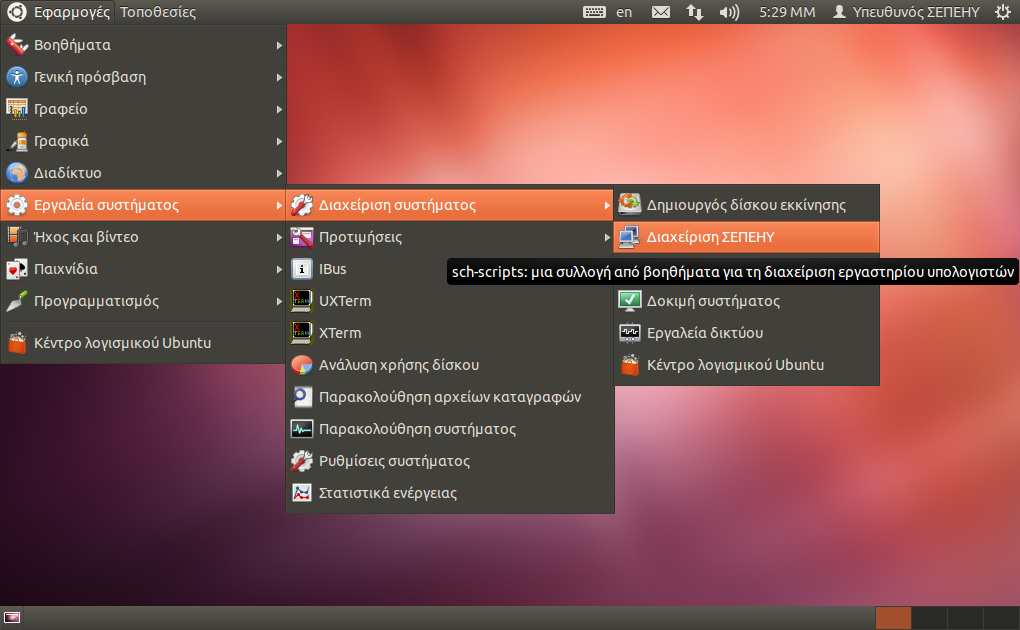 Εφαρμογές Τοποθεσίες en 5:29 ΜΜ Υπευθυνός ΣΕΠΕΗΥ
Βοηθήματα
Γενική πρόσβαση
Γραφείο
Γραφικά
Διαδίκτυο
Εργαλεία συστήματος
Ήχος και βίντεο
Παιχνίδια
Προγραμματισμός
Κέντρο λογισμικού Ubuntu
Διαχείριση συστήματος
Προτιμήσεις
IBus
UXTerm
XTerm
Ανάλυση χρήσης δίσκου
Παρακολούθηση αρχείων καταγραφών
Παρακολούθηση συστήματος
Ρυθμίσεις συστήματος
Στατιστικά ενέργειας
Δημιουργός δίσκου εκκίνησης
Διαχείριση ΣΕΠΕΗΥ
sch-scripts: μια συλλογή από βοηθήματα για τη διαχείριση εργαστηρίου υπολογιστών
Δοκιμή συστήματος
Εργαλεία δικτύου
Κέντρο λογισμικού Ubuntu